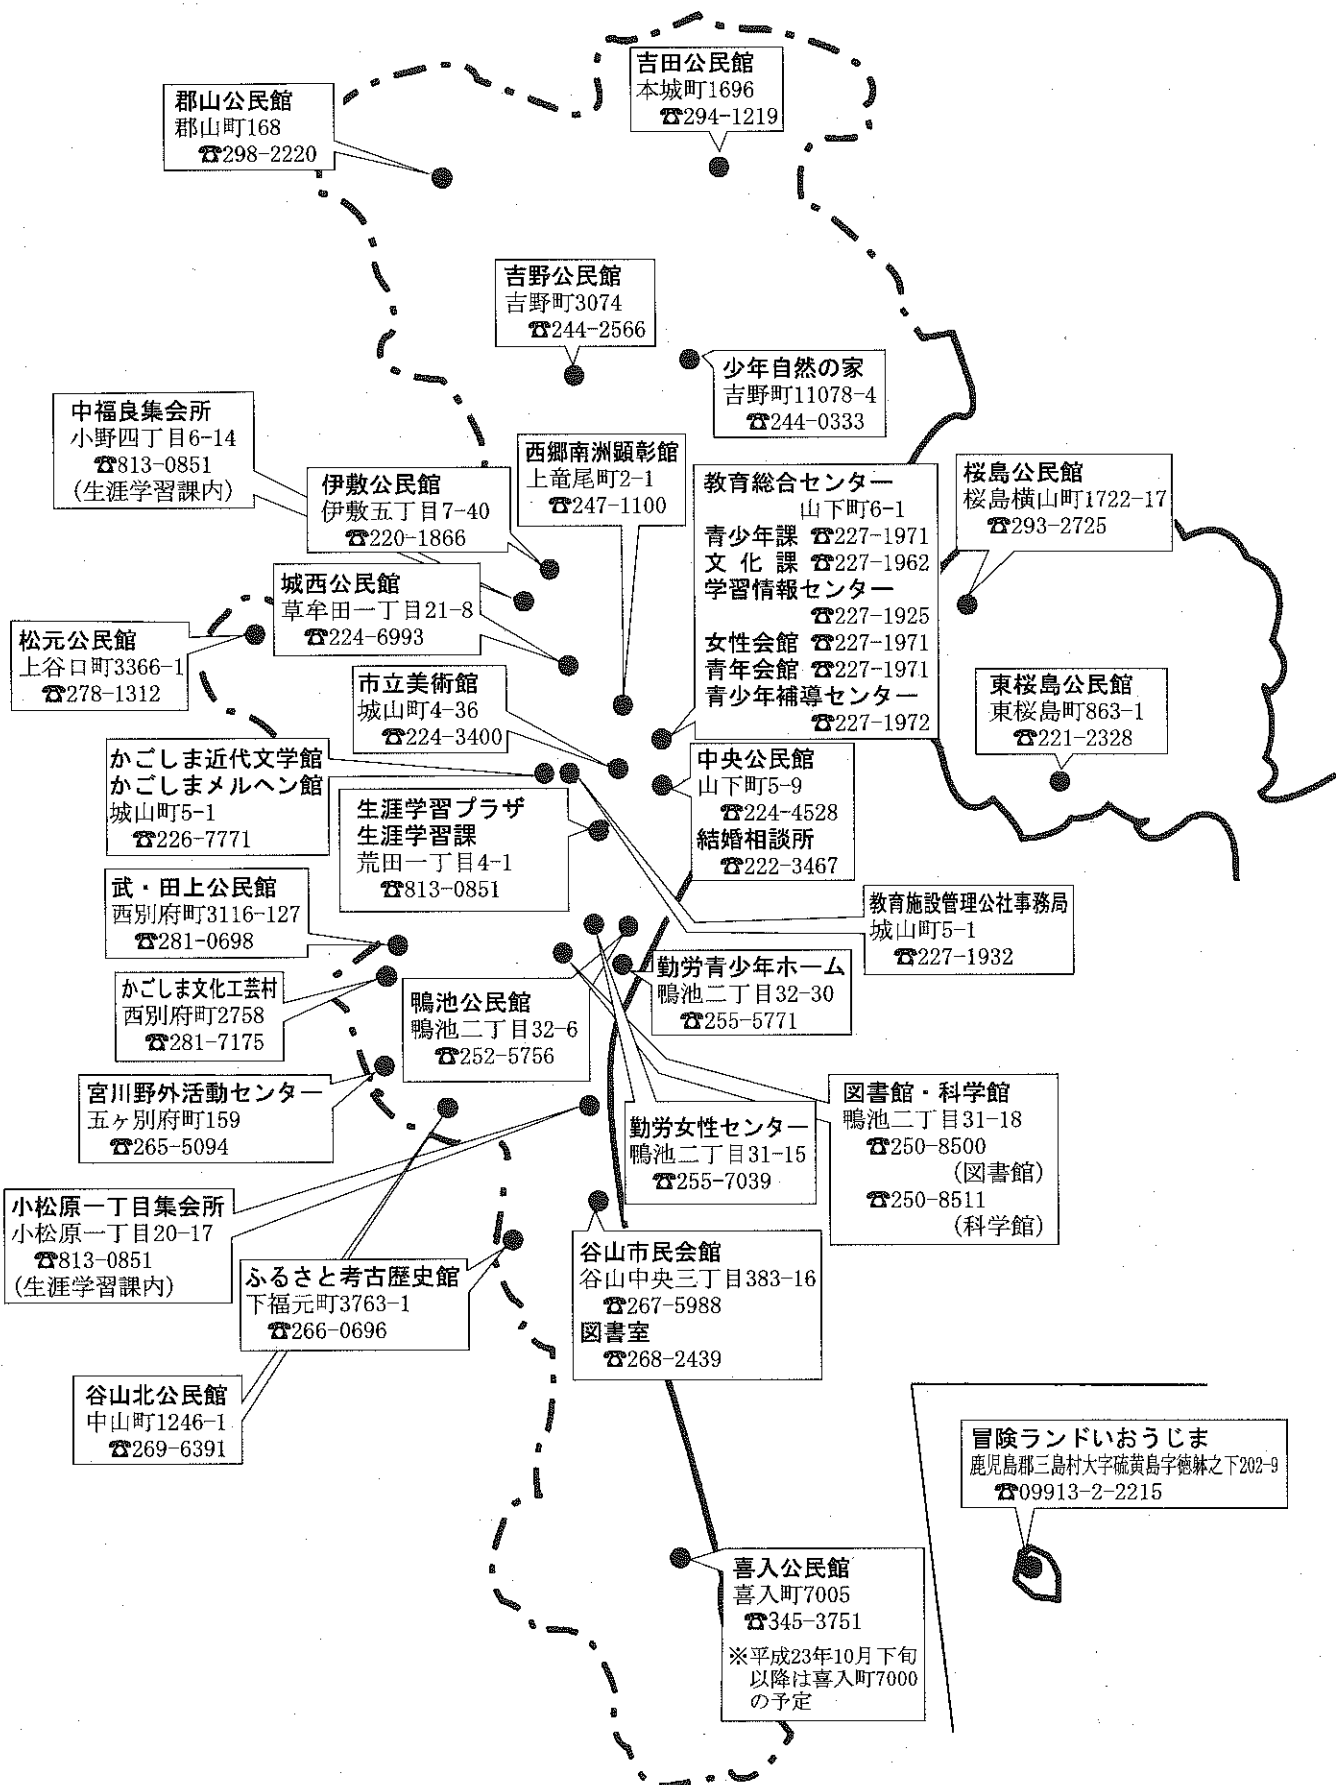 吉田公民館
本城町1696
☎294-1219
郡山公民館
郡山町168
☎298-2220
吉野公民館
吉野町3074
☎244-2566
少年自然の家
吉野町11078-4
☎244-0333
中福良集会所
小野四丁目6-14
☎813-0851
(生涯学習課内)
伊敷公民館
伊敷五丁目7-40
☎220-1866
西郷南洲顕彰館
上竜尾町2-1
☎247-1100
教育総合センター
山下町6-1
青少年課 ☎227-1971
文化課 ☎227-1962
学習情報センター
☎227-1925
女性会館 ☎227-1971
青年会館 ☎227-1971
青少年補導センター
☎227-1972
桜島公民館
桜島横山町1722-17
☎293-2725
城西公民館
草牟田一丁目21-8
☎224-6993
松元公民館
上谷口町3366-1
☎278-1312
市立美術館
城山町4-36
☎224-3400
東桜島公民館
東桜島町863-1
☎221-2328
かごしま近代文学館
かごしまメルヘン館
城山町5-1
☎226-7771
中央公民館
山下町5-9
☎224-4528
結婚相談所
☎222-3467
生涯学習プラザ
生涯学習課
荒田一丁目4-1
☎813-0851
武・田上公民館
西別府町3116-127
☎281-0698
教育施設管理公社事務局
城山町5-1
☎227-1932
かごしま文化工芸村
西別府町2758
☎281-7175
鴨池公民館
鴨池二丁目32-6
☎252-5756
勤労青少年ホーム
鴨池二丁目32-30
☎255-5771
宮川野外活動センター
五ヶ別府町159
☎265-5094
勤労女性センター
鴨池二丁目31-15
☎255-7039
図書館・科学館
鴨池二丁目31-18
☎250-8500
(図書館)
☎250-8511
(科学館)
小松原一丁目集会所
小松原一丁目20-17
☎813-0851
(生涯学習課内)
ふるさと考古歴史館
下福元町3763-1
☎266-0696
谷山市民会館
谷山中央三丁目383-16
☎267-5988
図書室
☎268-2439
谷山北公民館
中山町1246-1
☎269-6391
冒険ランドいおうじま
鹿児島郡三島村大字硫黄島字徳躰之下202-9
☎09913-2-2215
喜入公民館
喜入町7005
☎345-3751
※平成23年10月下旬
以降は喜入町7000
の予定